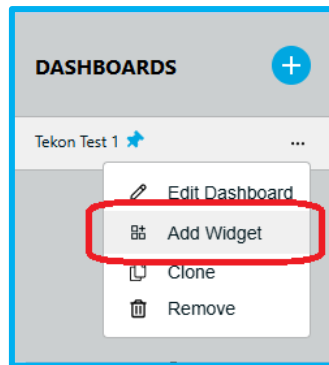 DASHBOARDS
Tekon Test 1
Edit Dashboard
Add Widget
Clone
Remove